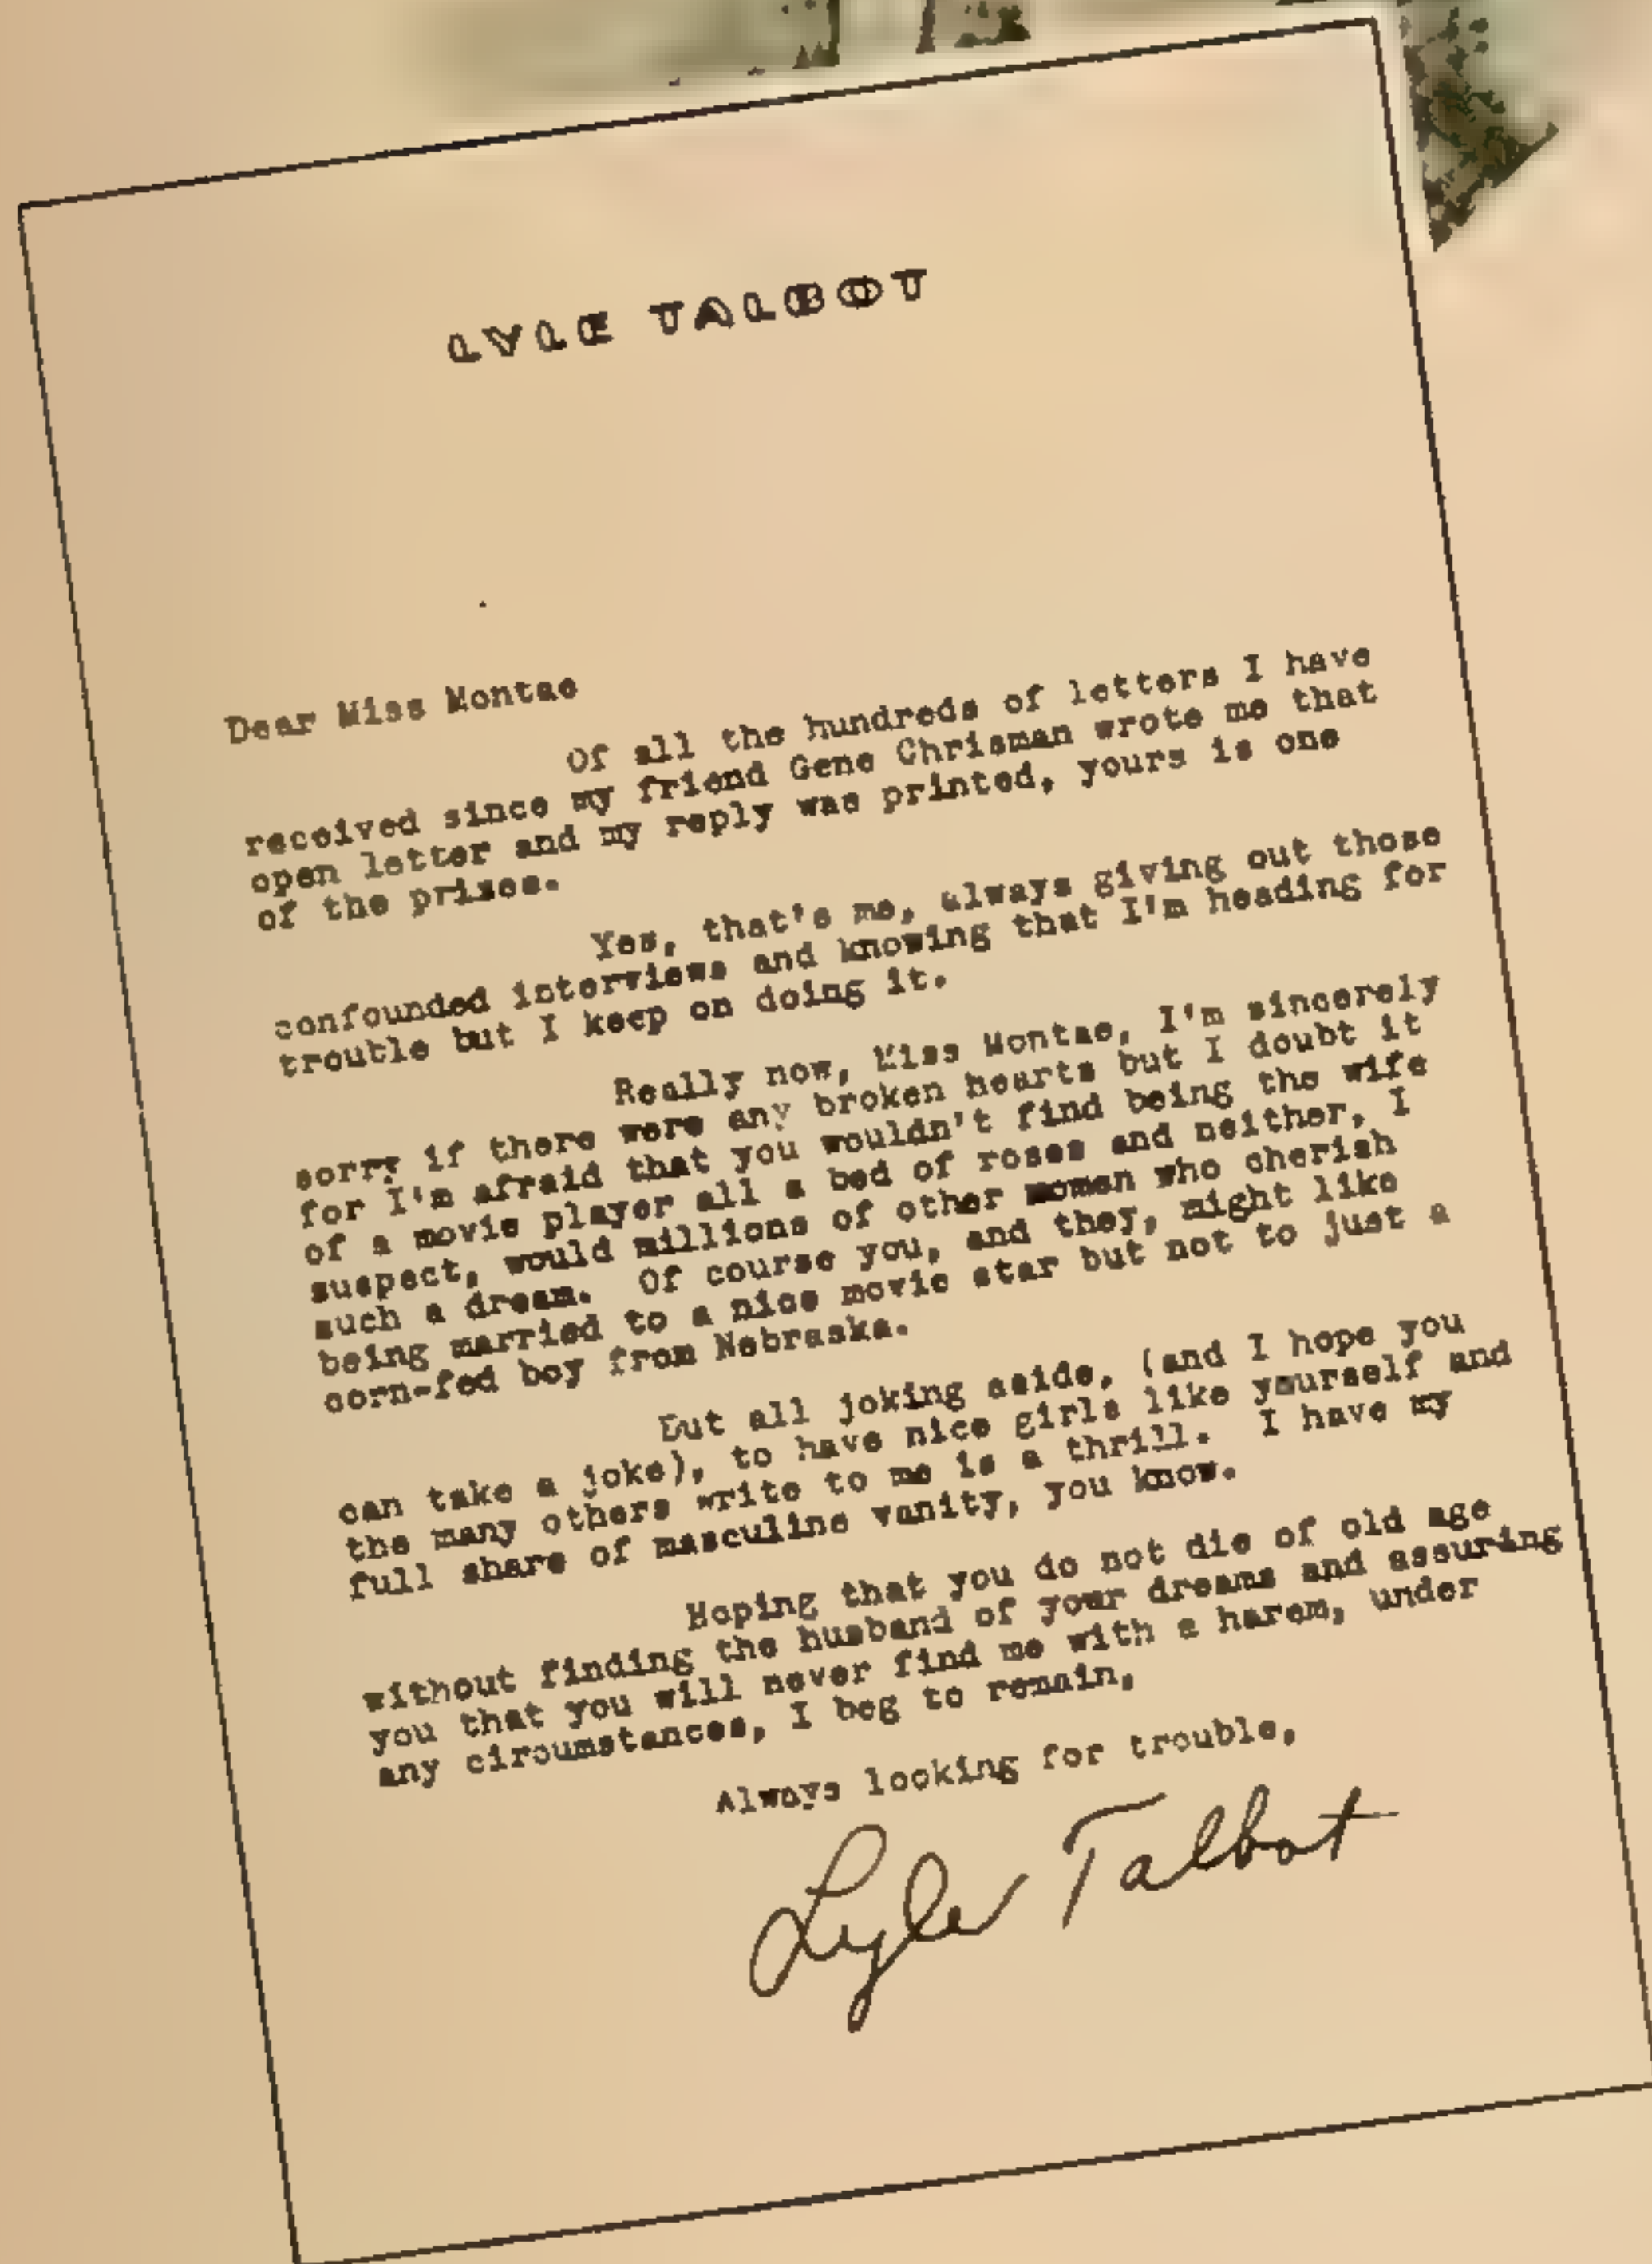 LYLE TALBOT
Dear Miss Montae
Of all the hundreds of letters I have
received since my friend Gene Chrisman wrote me that
open letter and my reply was printed, yours is one
of the prizes.
Yes, that's me, always giving out those
confounded interviews and knowing that I'm heading for
trouble but I keep on doing it.
Really now, Miss Montae, I'm sincerely
sorry if there were any broken hearts but I doubt it
for I'm afraid that you wouldn't find being the wife
of a movie player all a bed of roses and neither, I
suspect, would millions of other women who cherish
such a dream. Of course you, and they, might like
being married to a nice movie star but not to just a
corn-fed boy from Nebraska.
But all joking aside, (and I hope you
can take a joke), to have nice girls like yourself and
the many others write to me is a thrill. I have my
full share of masculine vanity, you know.
Hoping that you do not die of old age
without finding the husband of your dreams and assuring
you that you will never find me with a harem, under
any circumstances, I beg to remain,
Always looking for trouble,
Lyle Talbot